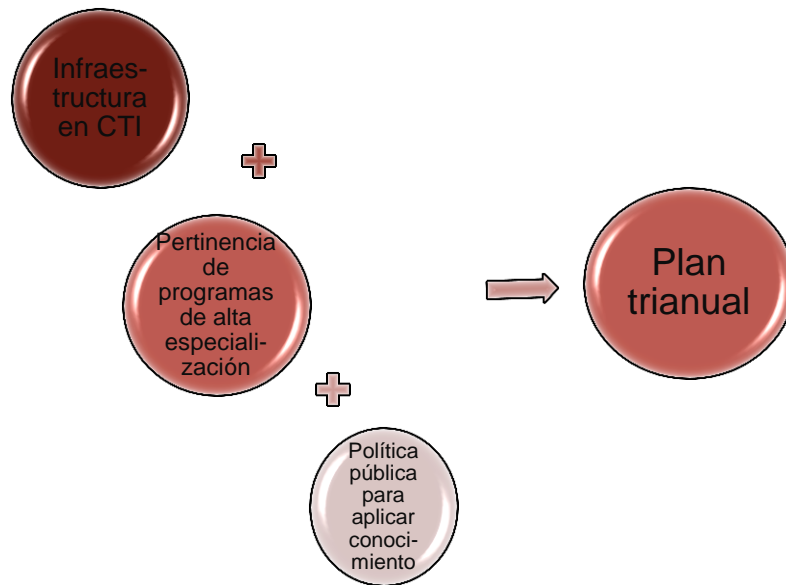 Infraes-
tructura
en CTI
Pertinencia
de
programas
de alta
especiali-
zación
Política
pública
para
aplicar
conoci-
miento
Plan
trianual